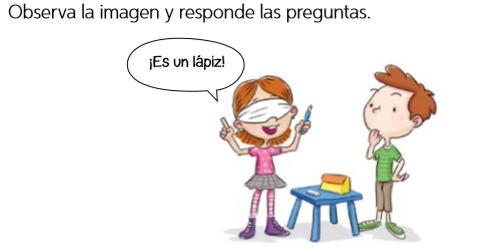 Observa la imagen y responde las preguntas.
¡Es un lápiz!